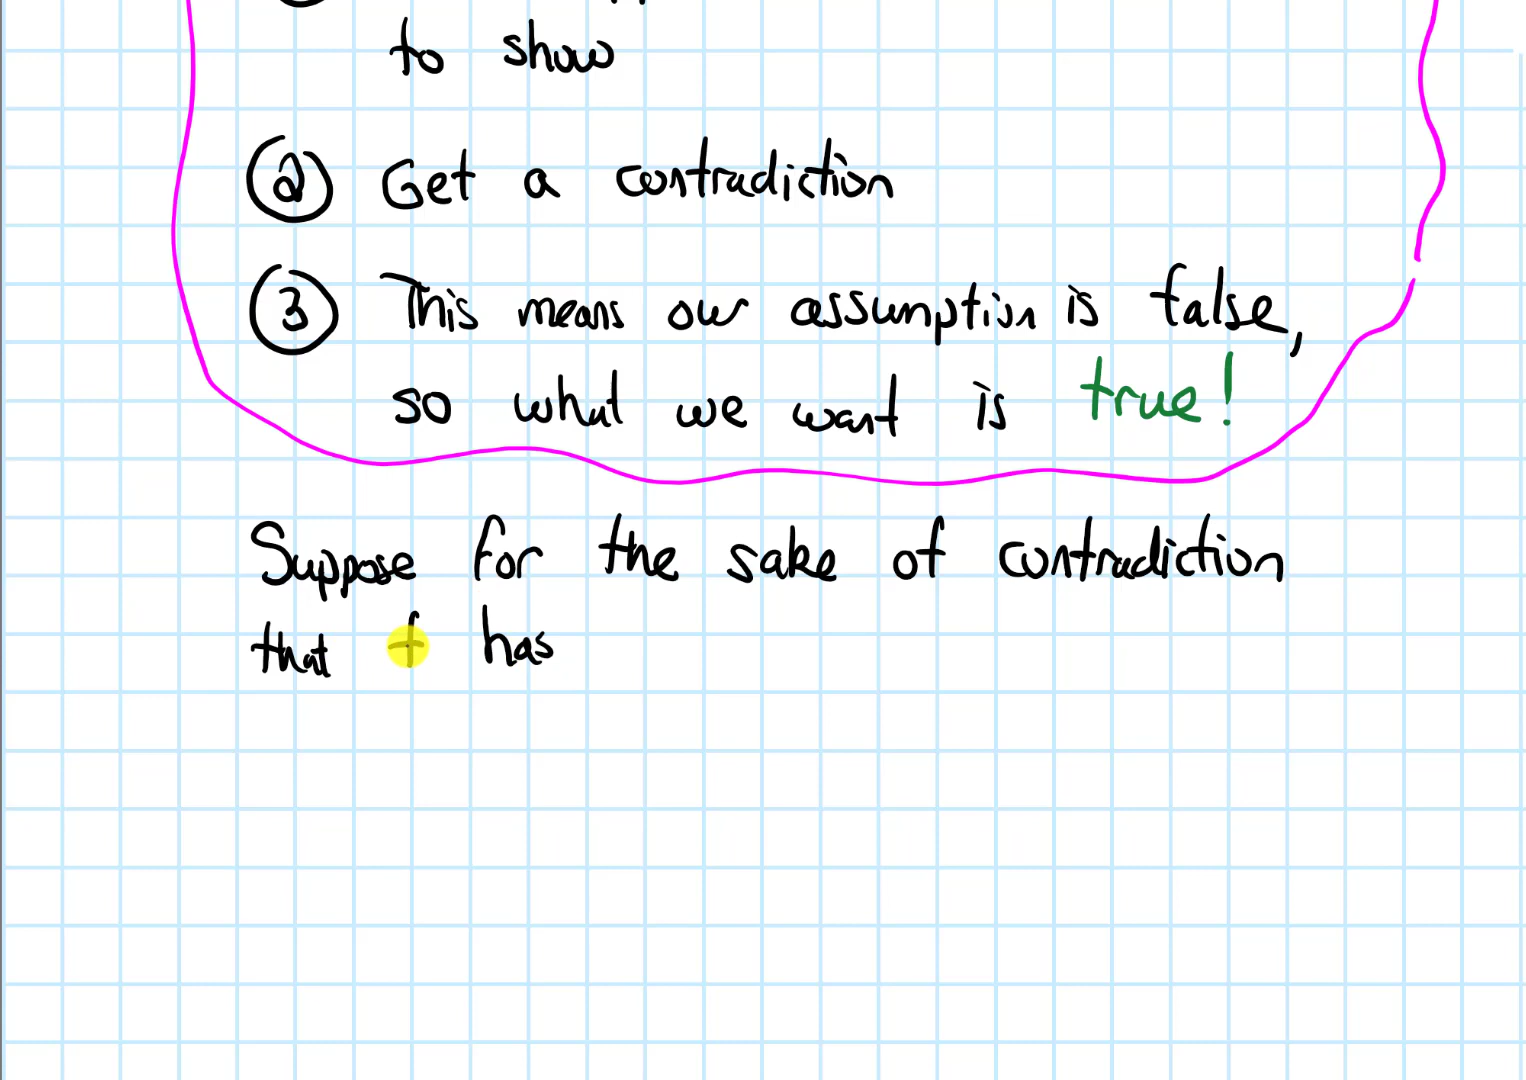 to show
② Get a contradiction
③ This means our assumption is false,
so what we want is true!
Suppose for the sake of contradiction
that f has